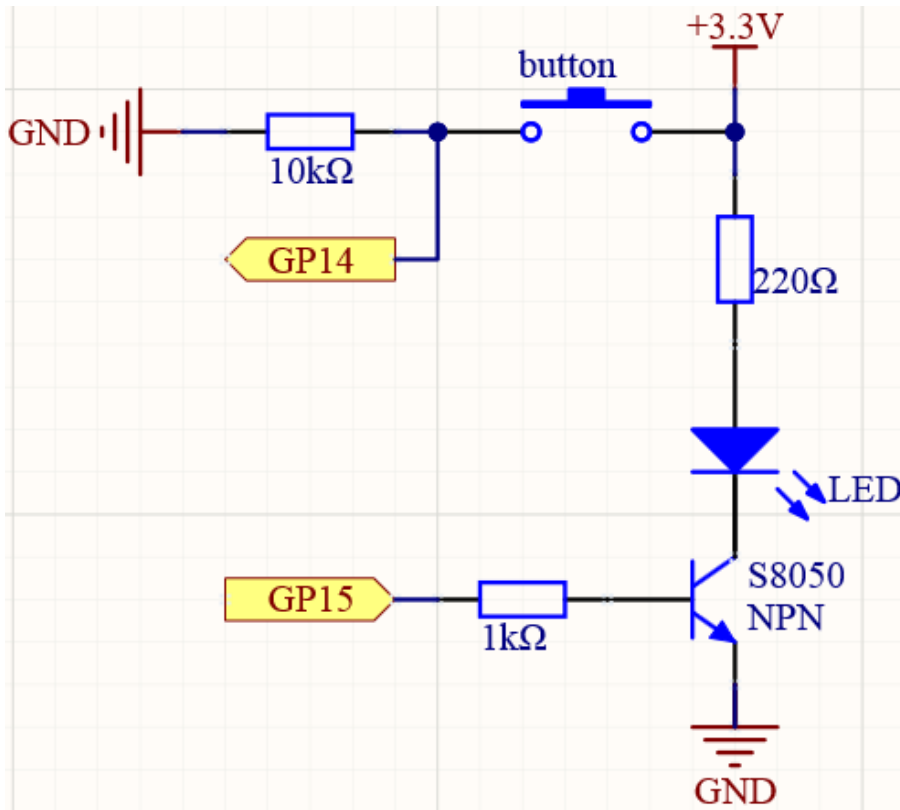 +3.3V
button
GND
10kΩ
GP14
220Ω
LED
S8050
NPN
GP15
1kΩ
GND